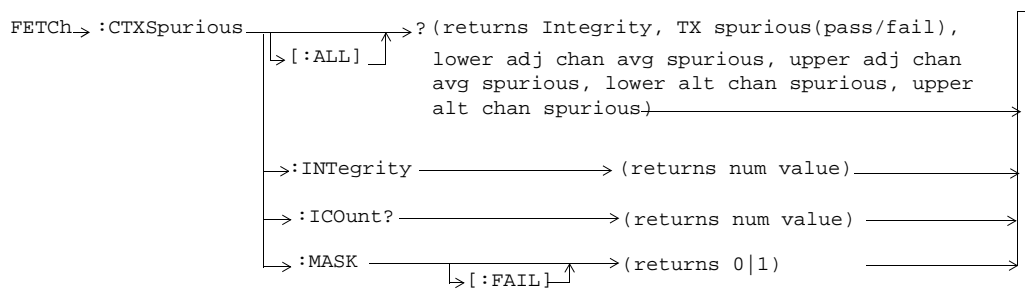 FETCh :CTXSpurious ? (returns Integrity, TX spurious(pass/fail),
[:ALL] lower adj chan avg spurious, upper adj chan
avg spurious, lower alt chan spurious, upper
alt chan spurious)
:INTegrity (returns num value)
:ICOunt? (returns num value)
:MASK (returns 0|1)
[:FAIL]